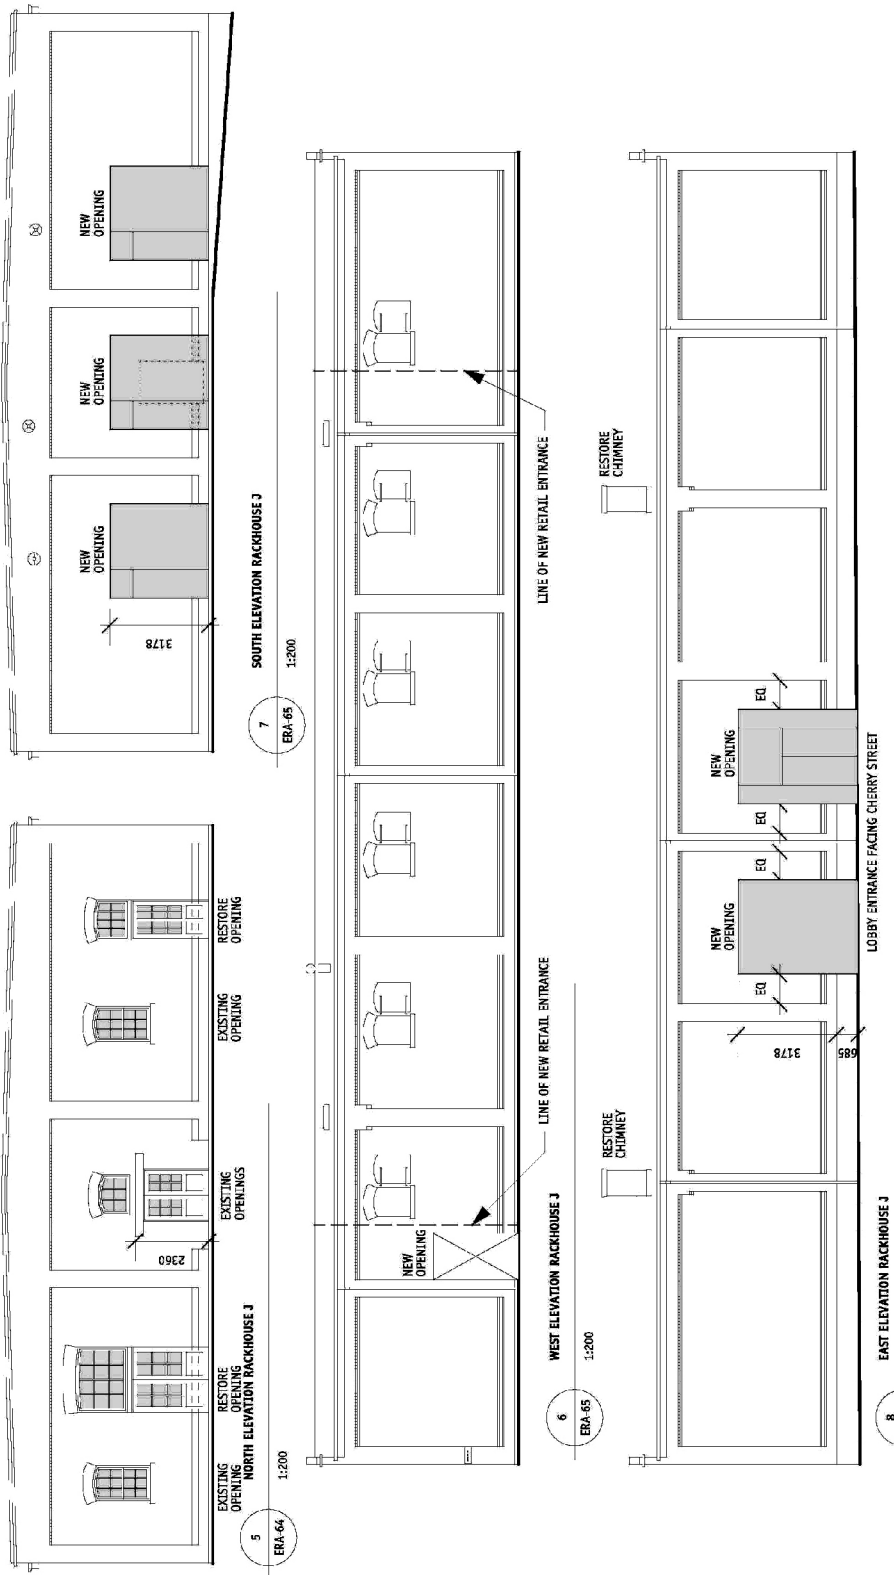 EXISTING
OPENING
RESTORE
OPENING
2360
EXISTING
OPENINGS
EXISTING
OPENING
RESTORE
OPENING
5
ERA-64
NORTH ELEVATION RACKHOUSE J
1:200
3178
NEW
OPENING
NEW
OPENING
NEW
OPENING
7
ERA-65
SOUTH ELEVATION RACKHOUSE J
1:200
NEW
OPENING
LINE OF NEW RETAIL ENTRANCE
LINE OF NEW RETAIL ENTRANCE
6
ERA-65
WEST ELEVATION RACKHOUSE J
1:200
RESTORE
CHIMNEY
RESTORE
CHIMNEY
3178
685
EQ
NEW
OPENING
EQ
EQ
NEW
OPENING
EQ
LOBBY ENTRANCE FACING CHERRY STREET
8
EAST ELEVATION RACKHOUSE J